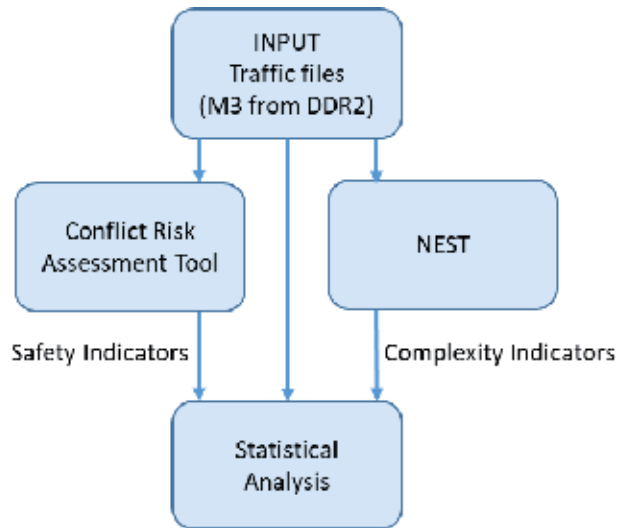 INPUT
Traffic files
(M3 from DDR2)
Conflict Risk
Assessment Tool
NEST
Safety Indicators
Complexity Indicators
Statistical
Analysis